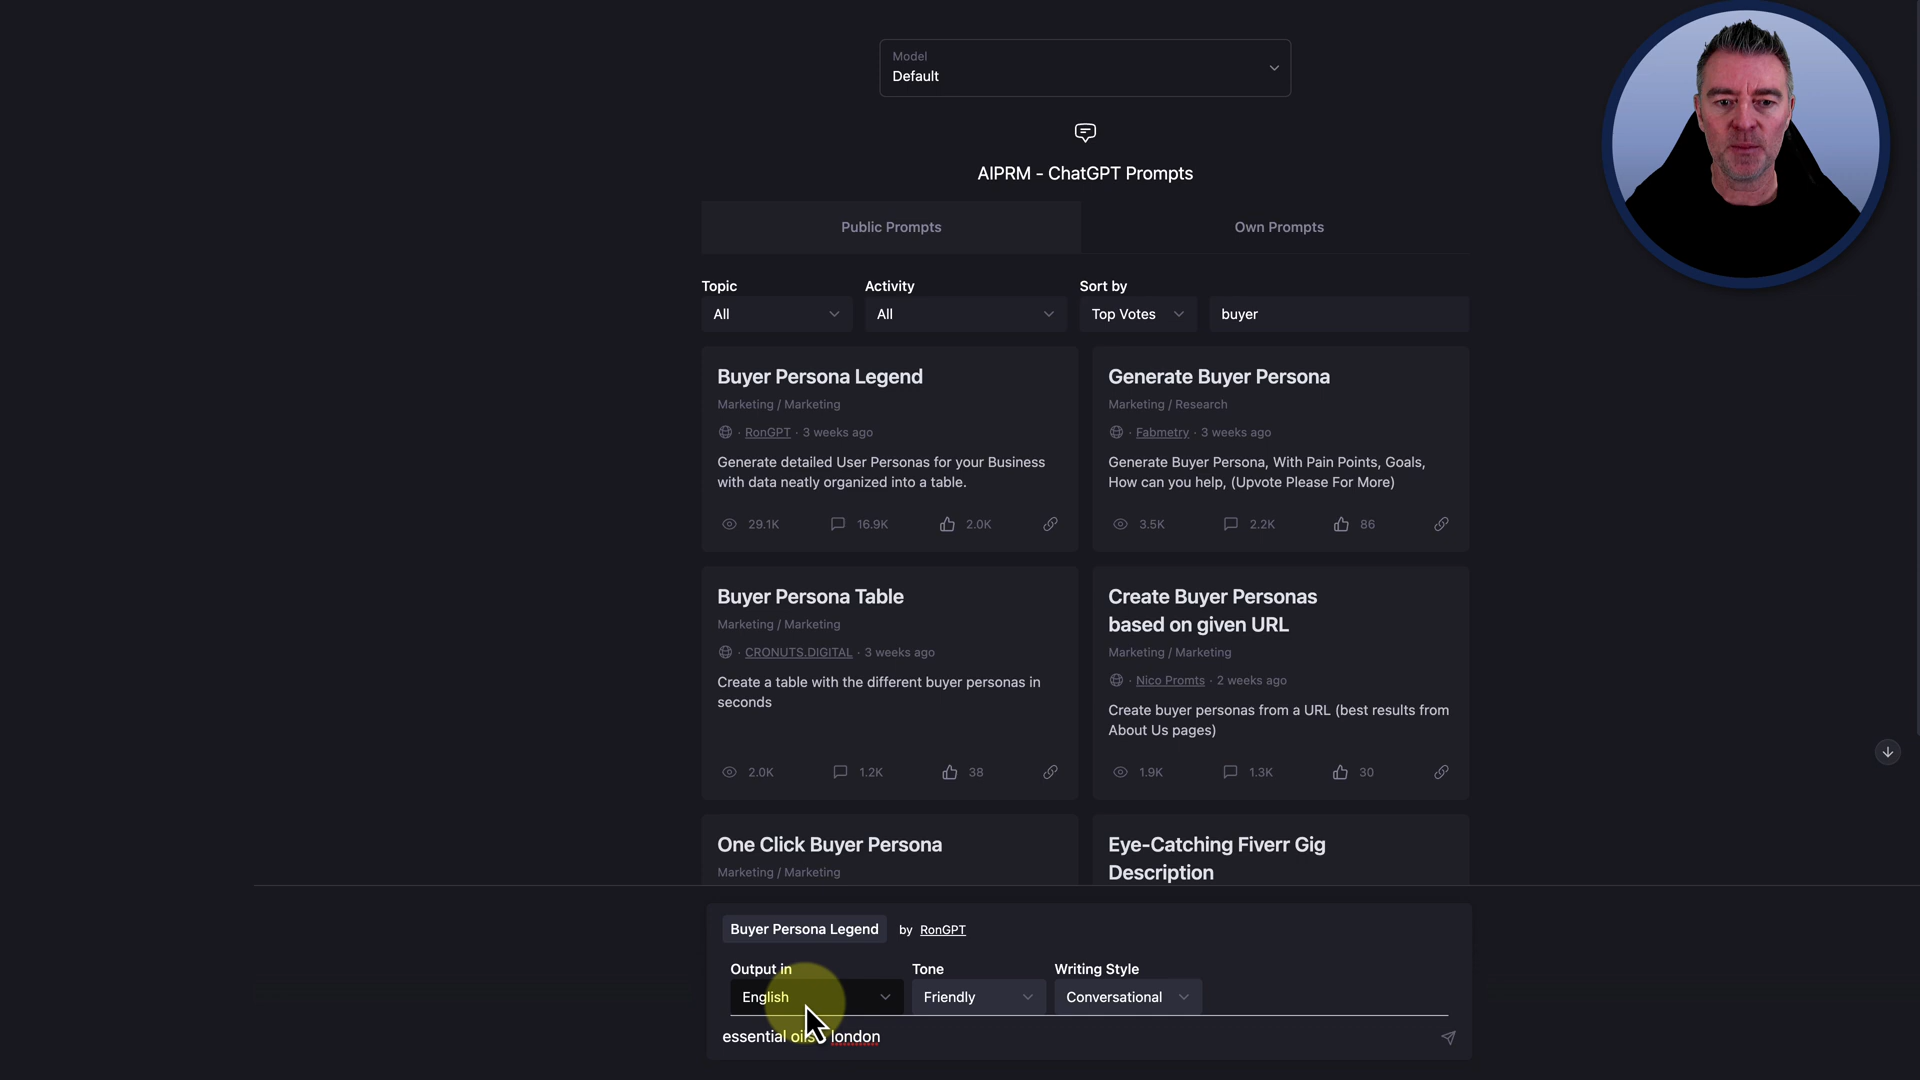 Model
Default
AIPRM - ChatGPT Prompts
Public Prompts
Own Prompts
Topic
Activity
Sort by
All
All
Top Votes
buyer
Buyer Persona Legend
Marketing / Marketing
· RonGPT · 3 weeks ago
Generate detailed User Personas for your Business
with data neatly organized into a table.
29.1K
16.9K
2.0K
Generate Buyer Persona
Marketing / Research
· Fabmetry · 3 weeks ago
Generate Buyer Persona, With Pain Points, Goals,
How can you help, (Upvote Please For More)
3.5K
2.2K
86
Buyer Persona Table
Marketing / Marketing
· CRONUTS.DIGITAL · 3 weeks ago
Create a table with the different buyer personas in
seconds
2.0K
1.2K
38
Create Buyer Personas
based on given URL
Marketing / Marketing
· Nico Promts · 2 weeks ago
Create buyer personas from a URL (best results from
About Us pages)
1.9K
1.3K
30
One Click Buyer Persona
Marketing / Marketing
Eye-Catching Fiverr Gig
Description
Buyer Persona Legend by RonGPT
Output in
Tone
Writing Style
English
Friendly
Conversational
essential oils london